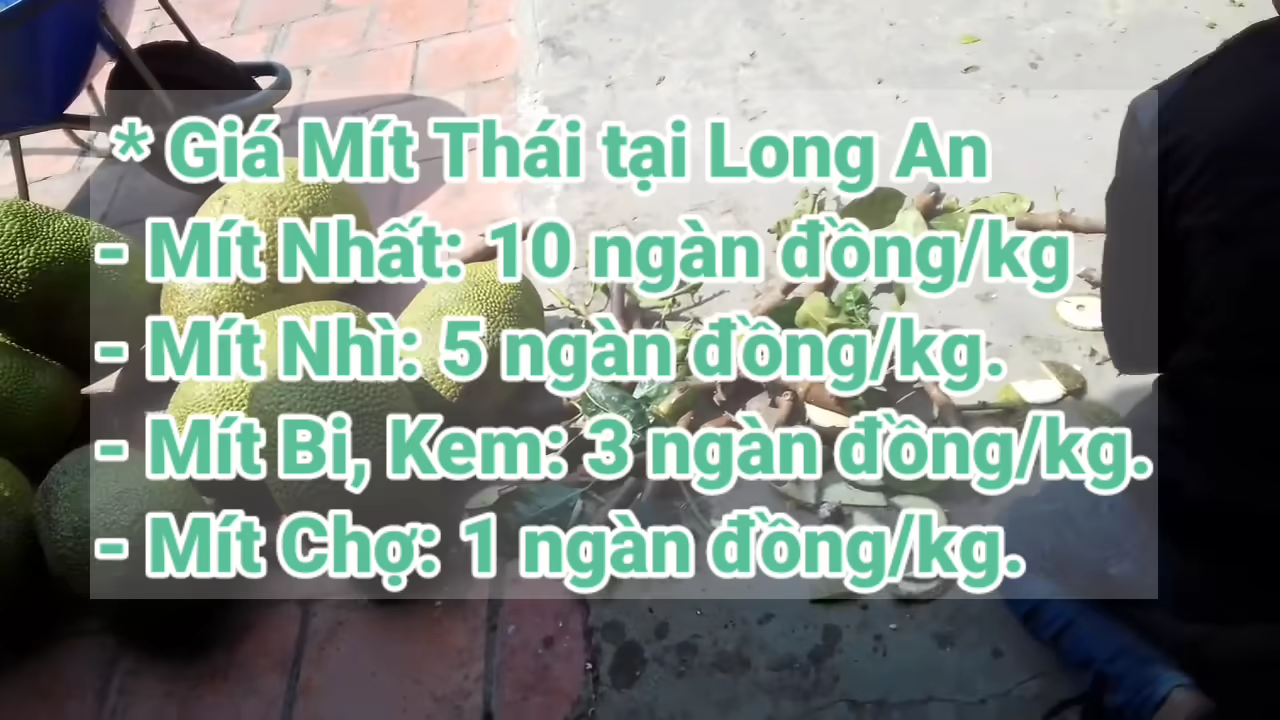 * Giá Mít Thái tại Long An
- Mít Nhất: 10 ngàn đồng/kg
- Mít Nhì: 5 ngàn đồng/kg.
- Mít Bi, Kem: 3 ngàn đồng/kg.
- Mít Chợ: 1 ngàn đồng/kg.